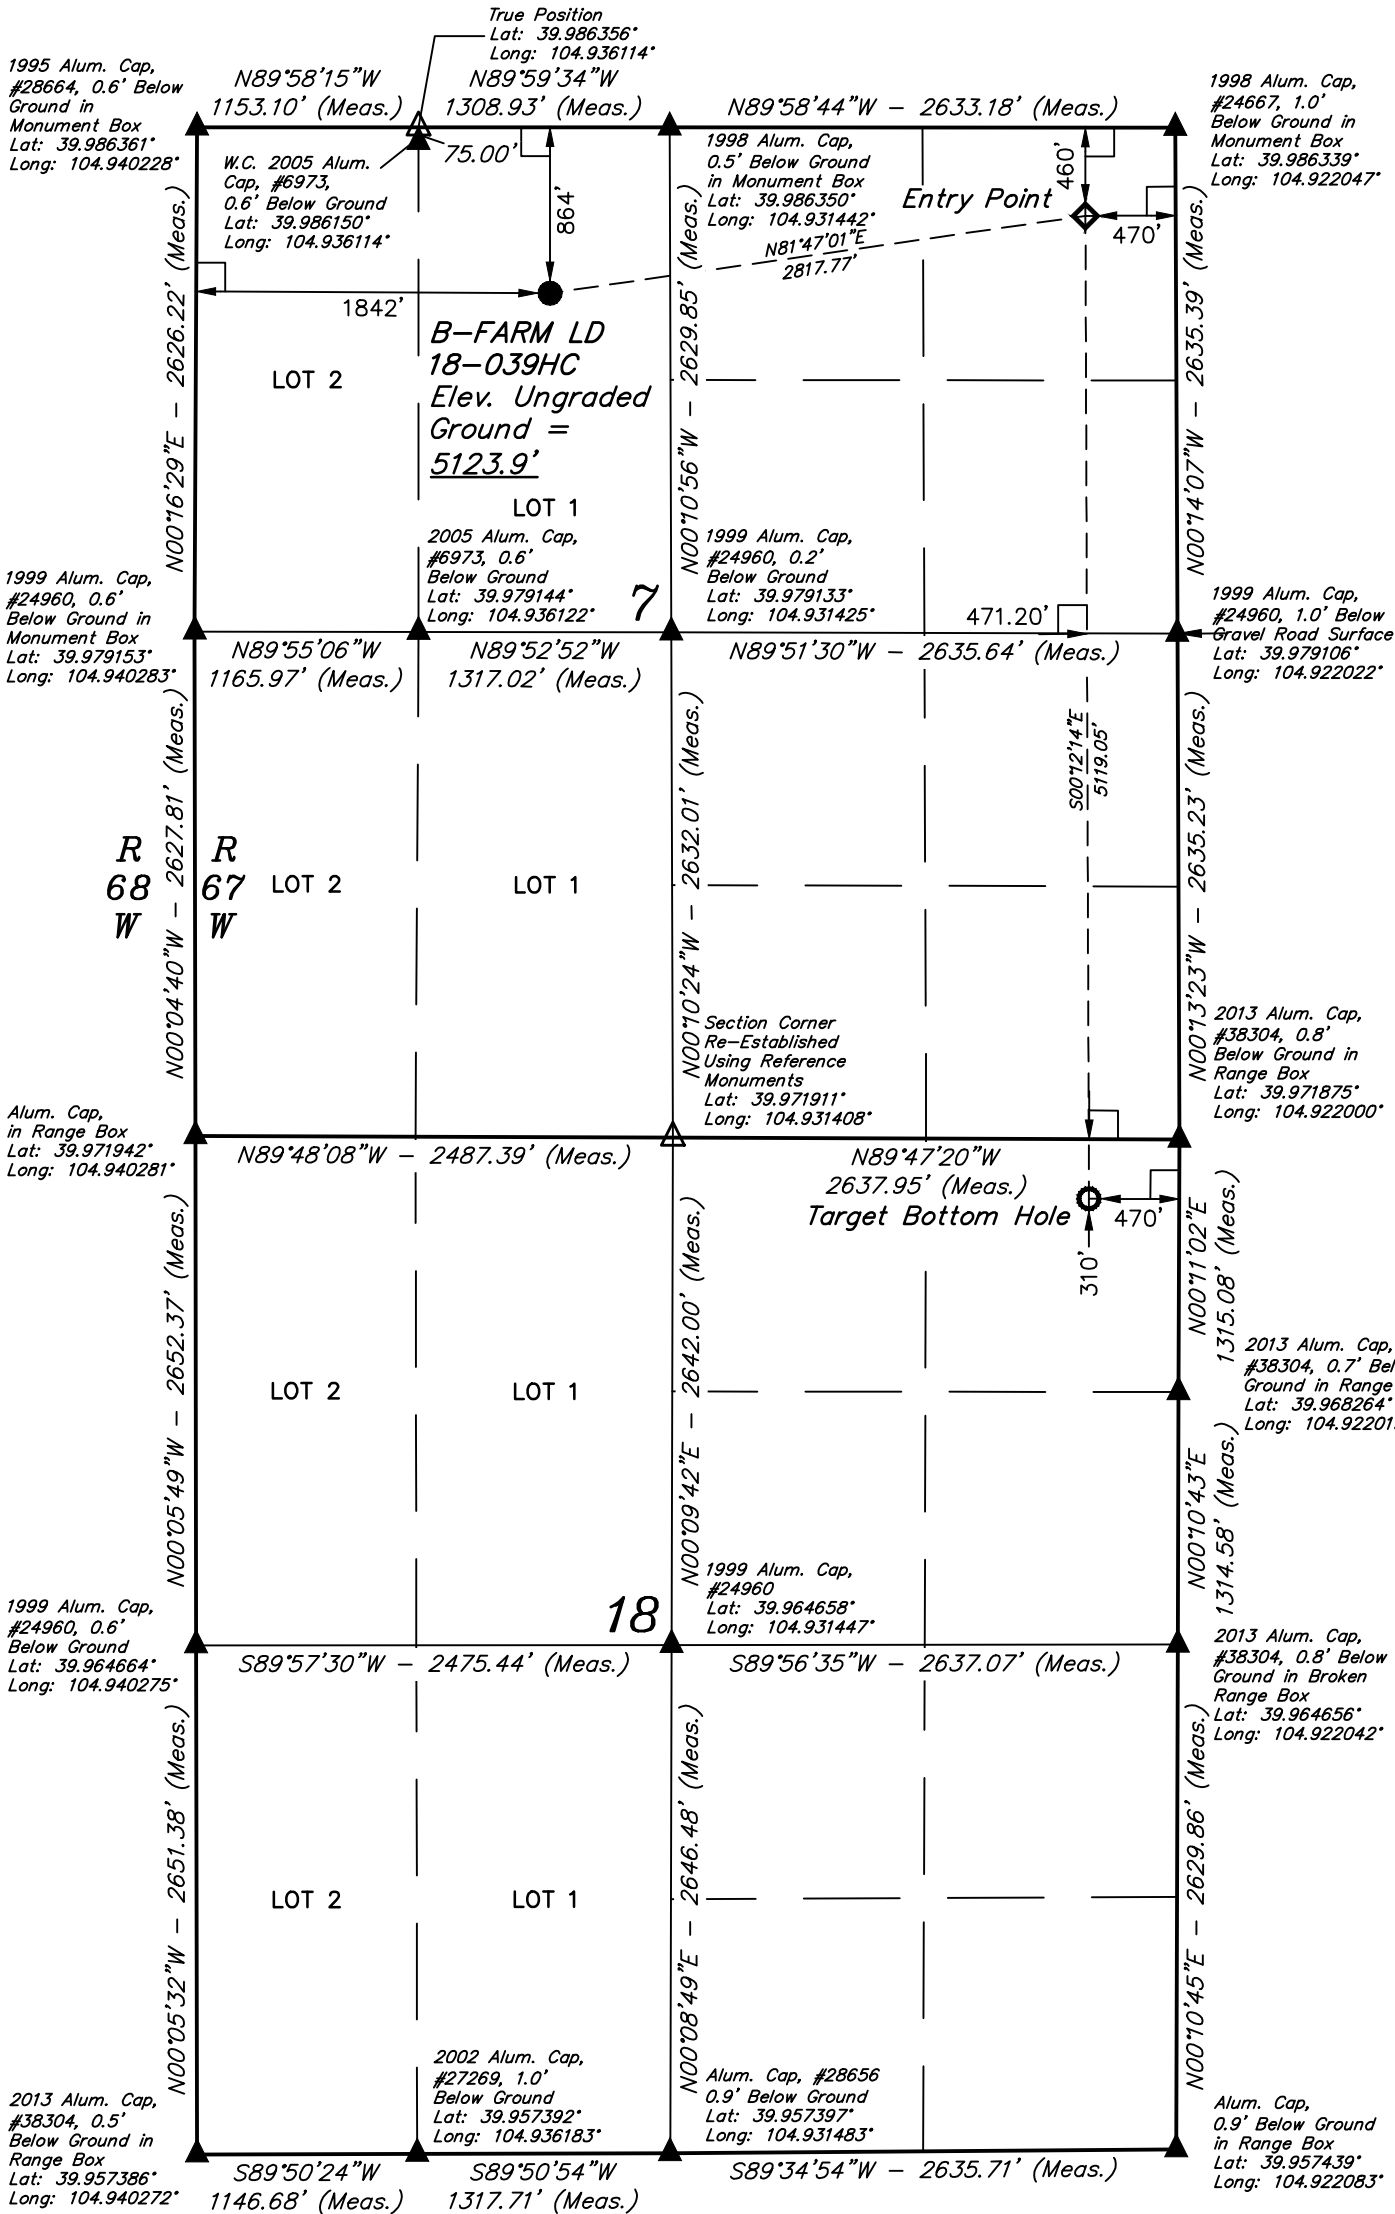 True Position
Lat: 39.986356°
Long: 104.936114°
1995 Alum. Cap,
#28664, 0.6' Below
Ground in
Monument Box
Lat: 39.986361°
Long: 104.940228°
N89°58'15"W
1153.10' (Meas.)
N89°59'34"W
1308.93' (Meas.)
N89°58'44"W - 2633.18' (Meas.)
1998 Alum. Cap,
#24667, 1.0'
Below Ground in
Monument Box
Lat: 39.986339°
Long: 104.922047°
75.00'
W.C. 2005 Alum.
Cap, #6973,
0.6' Below Ground
Lat: 39.986150°
Long: 104.936114°
864'
1998 Alum. Cap,
0.5' Below Ground
in Monument Box
Lat: 39.986350°
Long: 104.931442°
460'
Entry Point
470'
N81°47'01"E
2817.77'
1842'
B-FARM LD
18-039HC
Elev. Ungraded
Ground =
5123.9'
LOT 2
LOT 1
N00°16'29"E - 2626.22' (Meas.)
N00°10'56"W - 2629.85' (Meas.)
N00°14'07"W - 2635.39' (Meas.)
1999 Alum. Cap,
#24960, 0.6'
Below Ground in
Monument Box
Lat: 39.979153°
Long: 104.940283°
2005 Alum. Cap,
#6973, 0.6'
Below Ground
Lat: 39.979144°
Long: 104.936122°
7
1999 Alum. Cap,
#24960, 0.2'
Below Ground
Lat: 39.979133°
Long: 104.931425°
471.20'
1999 Alum. Cap,
#24960, 1.0' Below
Gravel Road Surface
Lat: 39.979106°
Long: 104.922022°
N89°55'06"W
1165.97' (Meas.)
N89°52'52"W
1317.02' (Meas.)
N89°51'30"W - 2635.64' (Meas.)
S00°12'14"E
5119.05'
N00°04'40"W - 2627.81' (Meas.)
N00°10'24"W - 2632.01' (Meas.)
N00°13'23"W - 2635.23' (Meas.)
R
68
W
R
67
W
LOT 2
LOT 1
Section Corner
Re-Established
Using Reference
Monuments
Lat: 39.971911°
Long: 104.931408°
2013 Alum. Cap,
#38304, 0.8'
Below Ground in
Range Box
Lat: 39.971875°
Long: 104.922000°
Alum. Cap,
in Range Box
Lat: 39.971942°
Long: 104.940281°
N89°48'08"W - 2487.39' (Meas.)
N89°47'20"W
2637.95' (Meas.)
Target Bottom Hole
470'
310'
N00°05'49"W - 2652.37' (Meas.)
N00°09'42"E - 2642.00' (Meas.)
N00°11'02"E
1315.08' (Meas.)
2013 Alum. Cap,
#38304, 0.7' Bel
Ground in Range
Lat: 39.968264°
Long: 104.92201
LOT 2
LOT 1
N00°10'43"E
1314.58' (Meas.)
1999 Alum. Cap,
#24960, 0.6'
Below Ground
Lat: 39.964664°
Long: 104.940275°
18
1999 Alum. Cap,
#24960
Lat: 39.964658°
Long: 104.931447°
2013 Alum. Cap,
#38304, 0.8' Below
Ground in Broken
Range Box
Lat: 39.964656°
Long: 104.922042°
S89°57'30"W - 2475.44' (Meas.)
S89°56'35"W - 2637.07' (Meas.)
N00°05'32"W - 2651.38' (Meas.)
N00°08'49"E - 2646.48' (Meas.)
N00°10'45"E - 2629.86' (Meas.)
LOT 2
LOT 1
2013 Alum. Cap,
#38304, 0.5'
Below Ground in
Range Box
Lat: 39.957386°
Long: 104.940272°
2002 Alum. Cap,
#27269, 1.0'
Below Ground
Lat: 39.957392°
Long: 104.936183°
Alum. Cap, #28656
0.9' Below Ground
Lat: 39.957397°
Long: 104.931483°
Alum. Cap,
0.9' Below Ground
in Range Box
Lat: 39.957439°
Long: 104.922083°
S89°50'24"W
1146.68' (Meas.)
S89°50'54"W
1317.71' (Meas.)
S89°34'54"W - 2635.71' (Meas.)